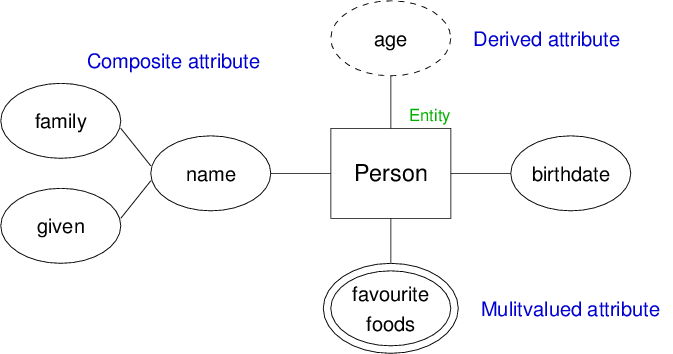 age
Derived attribute
Composite attribute
Entity
family
name
Person
birthdate
given
favourite
foods
Mulitvalued attribute